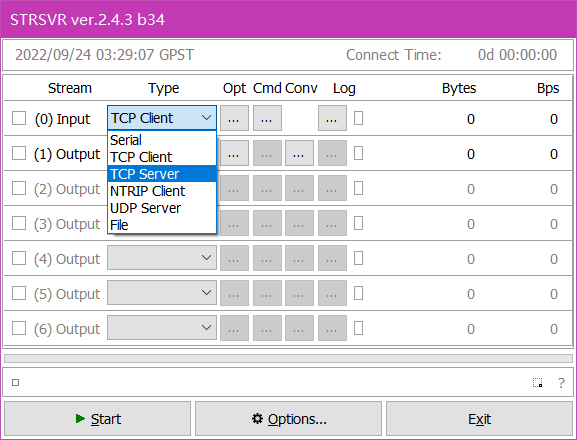 STRSVR ver.2.4.3 b34
2022/09/24 03:29:07 GPST Connect Time: 0d 00:00:00
Stream Type Opt Cmd Conv Log Bytes Bps
(0) Input TCP Client ... ... ... 0 0
Serial
(1) Output TCP Client ... ... ... ... 0 0
TCP Server
(2) Output NTRIP Client ... ... ... ... 0 0
UDP Server
(3) Output File ... ... ... ... 0 0
(4) Output ... ... ... ... 0 0
(5) Output ... ... ... ... 0 0
(6) Output ... ... ... ... 0 0
?
Start Options... Exit